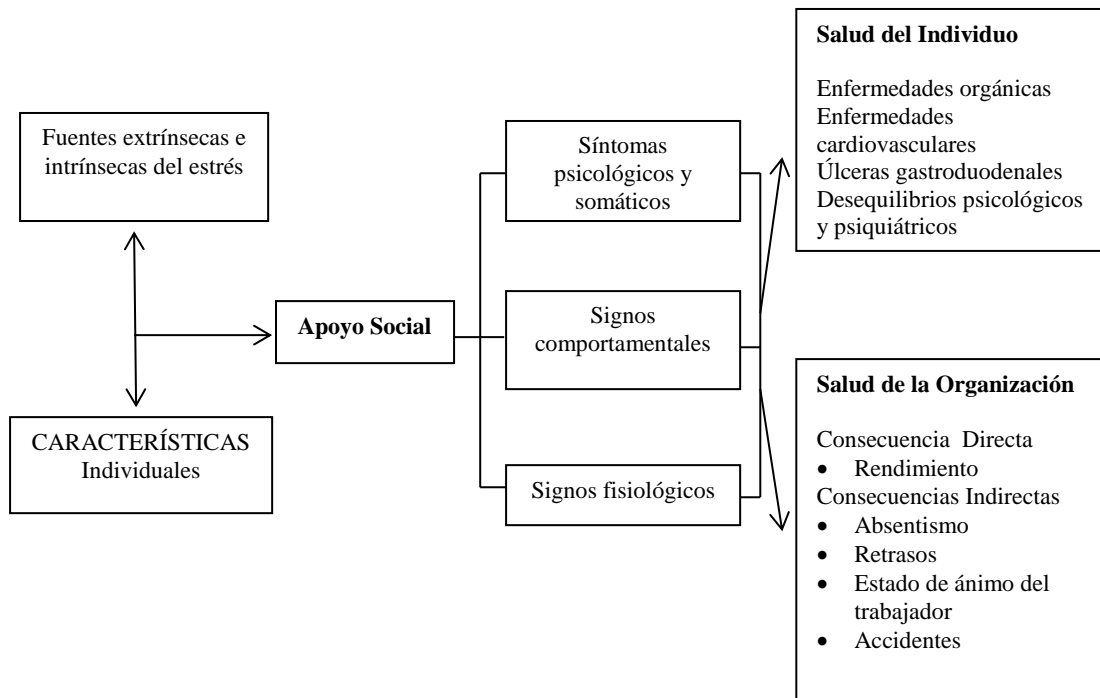 Fuentes extrínsecas e
intrínsecas del estrés
CARACTERÍSTICAS
Individuales
Apoyo Social
Síntomas
psicológicos y
somáticos
Signos
comportamentales
Signos fisiológicos
Salud del Individuo
Enfermedades orgánicas
Enfermedades
cardiovasculares
Úlceras gastroduodenales
Desequilibrios psicológicos
y psiquiátricos
Salud de la Organización
Consecuencia Directa
• Rendimiento
Consecuencias Indirectas
• Absentismo
• Retrasos
• Estado de ánimo del
trabajador
• Accidentes